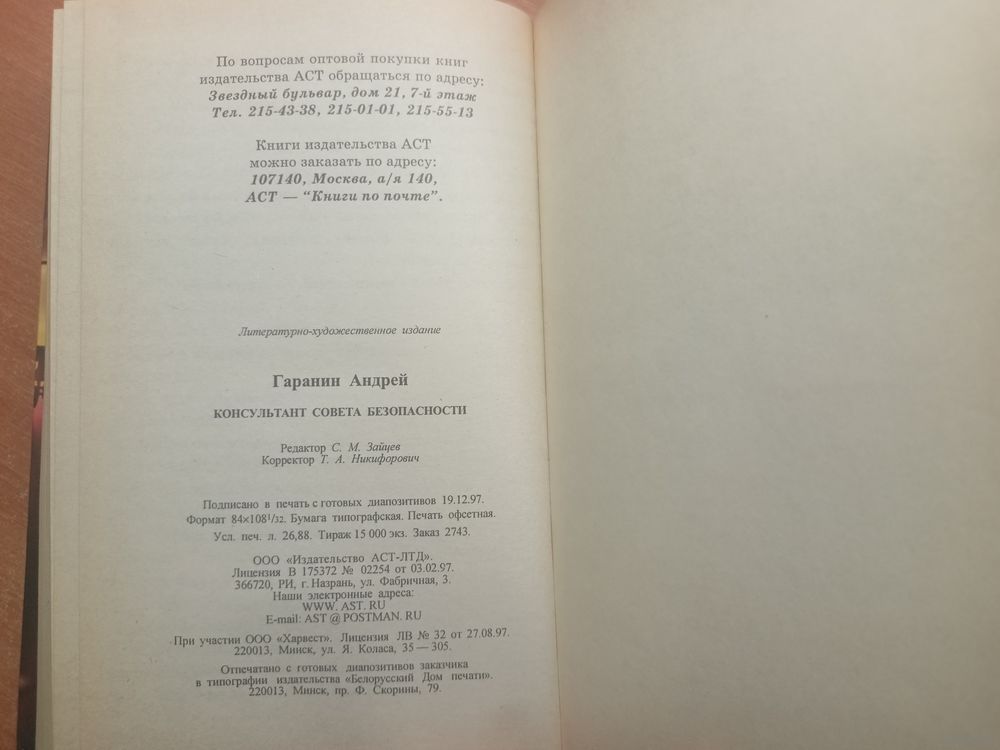 По вопросам оптовой покупки книг
издательства АСТ обращаться по адресу:
Звездный бульвар, дом 21, 7-й этаж
Тел. 215-43-38, 215-01-01, 215-55-13
Книги издательства АСТ
можно заказать по адресу:
107140, Москва, а/я 140,
АСТ — “Книги по почте”.
Литературно-художественное издание
Гаранин Андрей
КОНСУЛЬТАНТ СОВЕТА БЕЗОПАСНОСТИ
Редактор С. М. Зайцев
Корректор Т. А. Никифорович
Подписано в печать с готовых диапозитивов 19.12.97.
Формат 84×108¹/₃₂. Бумага типографская. Печать офсетная.
Усл. печ. л. 26,88. Тираж 15 000 экз. Заказ 2743.
ООО «Издательство АСТ-ЛТД».
Лицензия В 175372 № 02254 от 03.02.97.
366720, РИ, г. Назрань, ул. Фабричная, 3.
Наши электронные адреса:
WWW. AST. RU
E-mail: AST @ POSTMAN. RU
При участии ООО «Харвест». Лицензия ЛВ № 32 от 27.08.97.
220013, Минск, ул. Я. Коласа, 35 — 305.
Отпечатано с готовых диапозитивов заказчика
в типографии издательства «Белорусский Дом печати».
220013, Минск, пр. Ф. Скорины, 79.